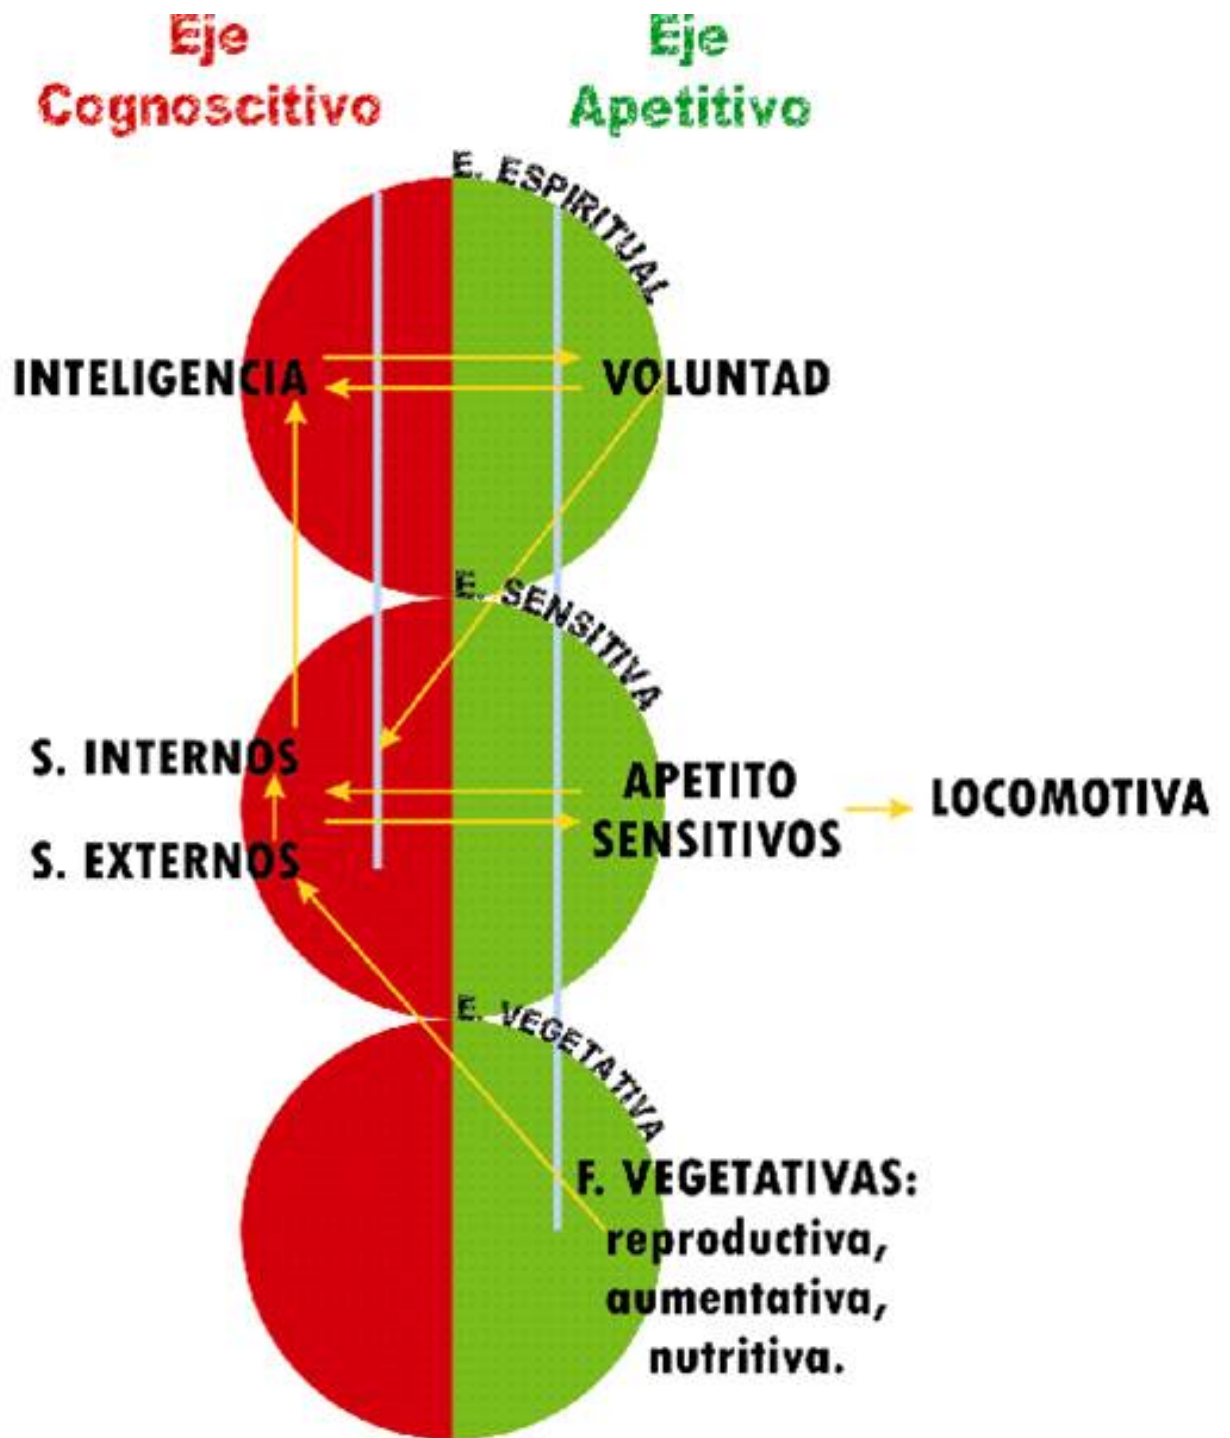 Eje
Cognoscitivo
Eje
Apetitivo
E. ESPIRITUAL
INTELIGENCIA
VOLUNTAD
E. SENSITIVA
S. INTERNOS
APETITO
SENSITIVOS
LOCOMOTIVA
S. EXTERNOS
E. VEGETATIVA
F. VEGETATIVAS:
reproductiva,
aumentativa,
nutritiva.